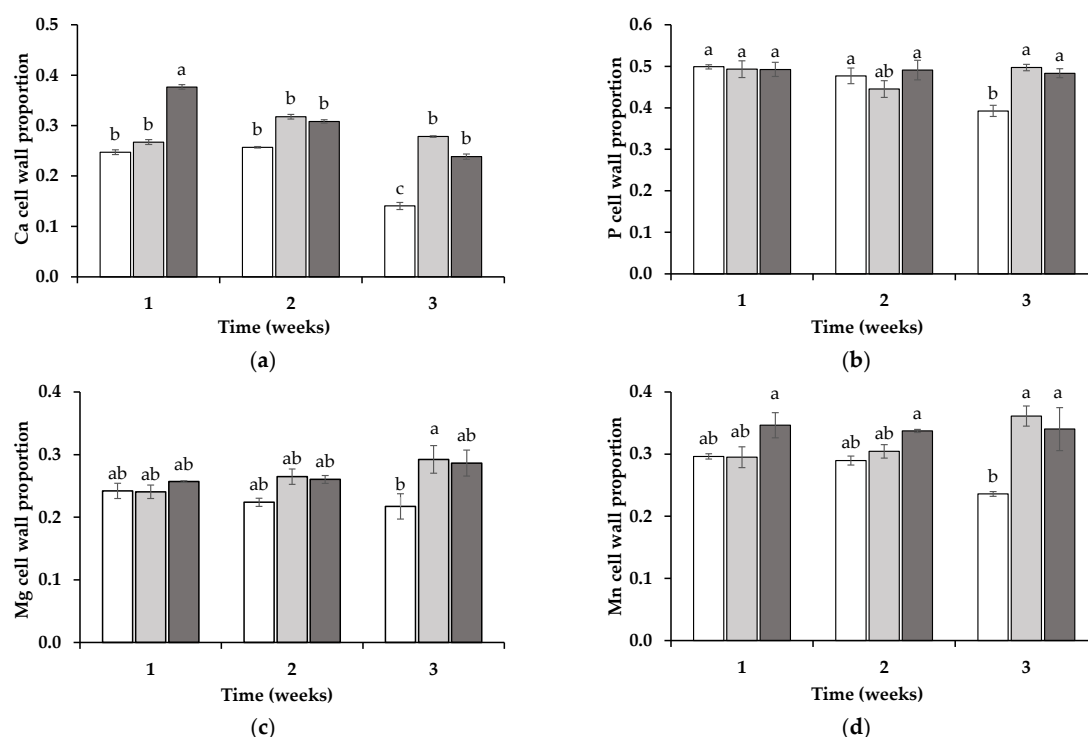 Ca cell wall proportion
0.5
0.4
0.3
0.2
0.1
0.0
b b a
b b b
c b b
1 2 3
Time (weeks)
(a)
P cell wall proportion
0.6
0.5
0.4
0.3
0.2
0.1
0.0
a a a
a ab a
b a a
1 2 3
Time (weeks)
(b)
Mg cell wall proportion
0.4
0.3
0.2
0.1
0.0
ab ab ab
ab ab ab
b a ab
1 2 3
Time (weeks)
(c)
Mn cell wall proportion
0.4
0.3
0.2
0.1
0.0
ab ab a
ab ab a
b a a
1 2 3
Time (weeks)
(d)